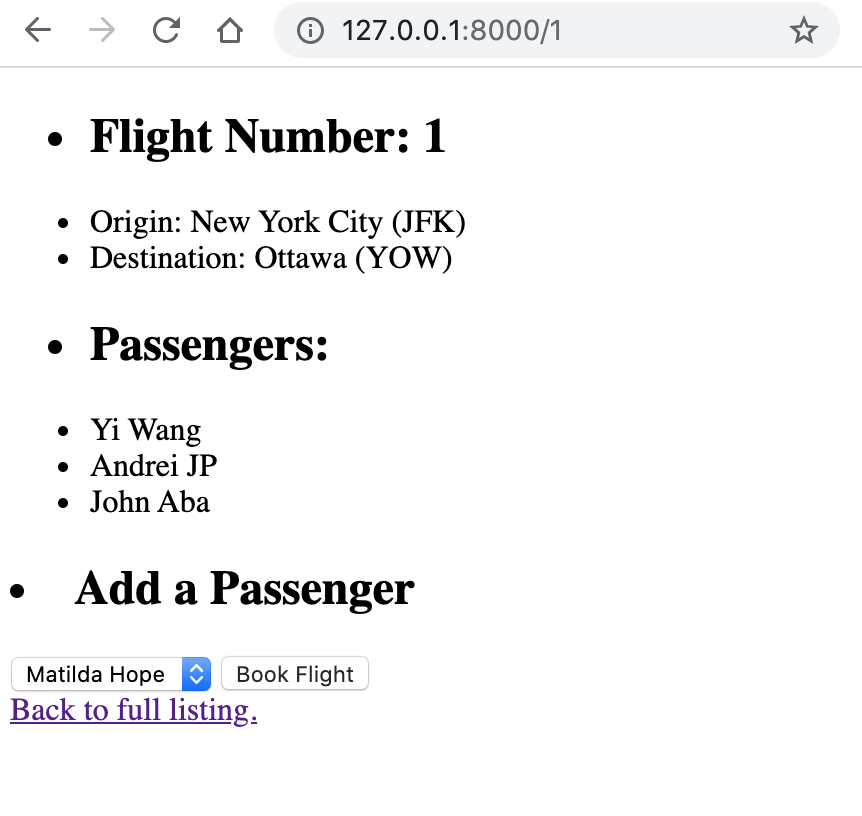 127.0.0.1:8000/1
Flight Number: 1
Origin: New York City (JFK)
Destination: Ottawa (YOW)
Passengers:
Yi Wang
Andrei JP
John Aba
Add a Passenger
Matilda Hope Book Flight
Back to full listing.